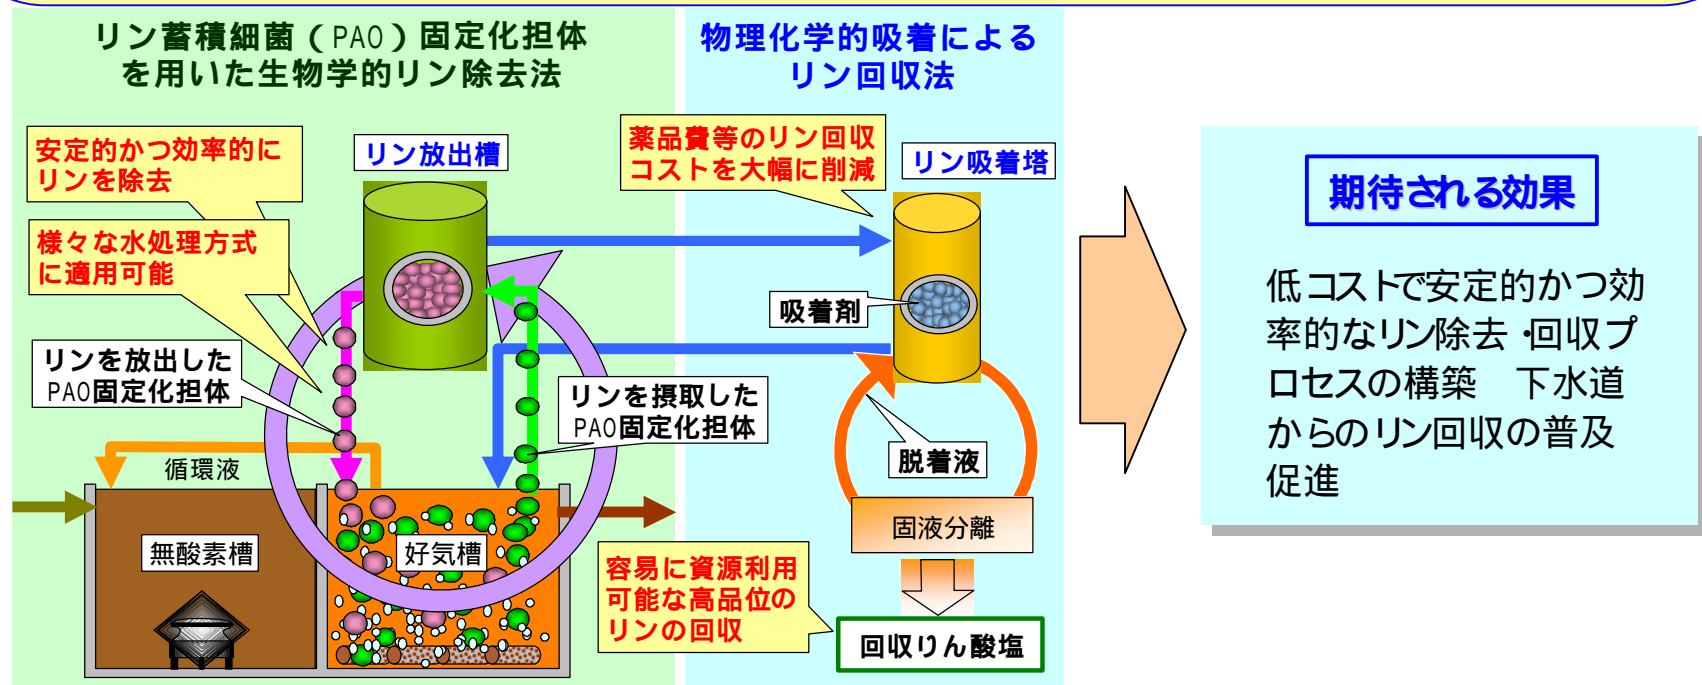 リン蓄積細菌（PAO）固定化担体
を用いた生物学的リン除去法
物理化学的吸着による
リン回収法
安定的かつ効率的に
リンを除去
様々な水処理方式
に適用可能
リン放出槽
薬品費等のリン回収
コストを大幅に削減
リン吸着塔
吸着剤
リンを放出した
PAO固定化担体
リンを摂取した
PAO固定化担体
循環液
脱着液
無酸素槽
好気槽
固液分離
容易に資源利用
可能な高品位の
リンの回収
回収りん酸塩
期待される効果
低コストで安定的かつ効
率的なリン除去・回収プ
ロセスの構築　下水道
からのリン回収の普及
促進